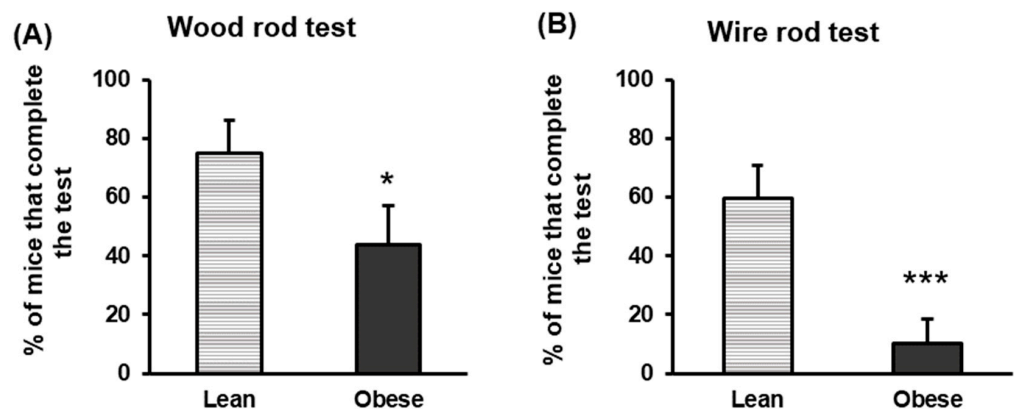 (A)
Wood rod test
% of mice that complete
the test
100
80
60
40
20
0
*
Lean
Obese
(B)
Wire rod test
% of mice that complete
the test
100
80
60
40
20
0
***
Lean
Obese